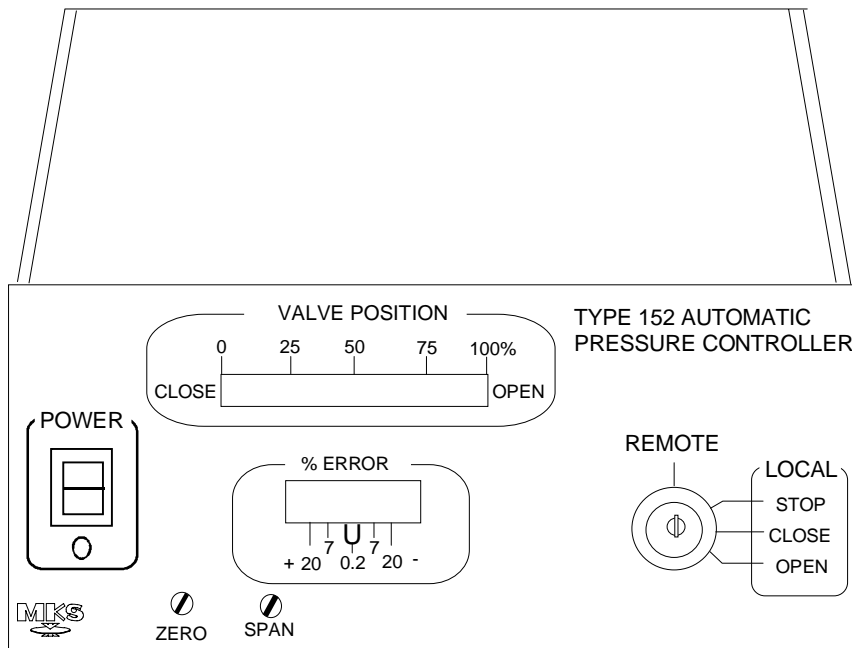 VALVE POSITION
0 25 50 75 100%
CLOSE OPEN
TYPE 152 AUTOMATIC
PRESSURE CONTROLLER
POWER
% ERROR
7 7
+ 20 0.2 20 -
REMOTE
LOCAL
STOP
CLOSE
OPEN
MKS
ZERO
SPAN